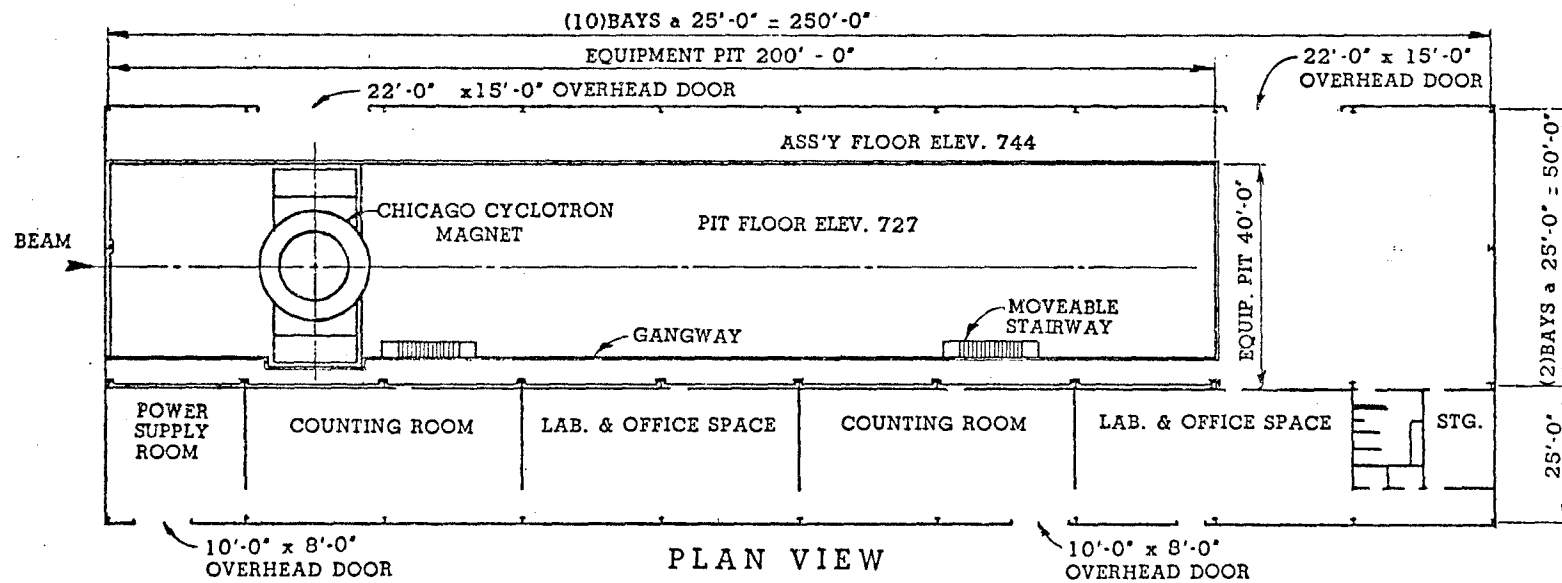 (10)BAYS a 25'-0" = 250'-0"
EQUIPMENT PIT 200' - 0"
22'-0" x 15'-0"
OVERHEAD DOOR
22'-0" x15'-0" OVERHEAD DOOR
ASS'Y FLOOR ELEV. 744
CHICAGO CYCLOTRON
MAGNET
PIT FLOOR ELEV. 727
BEAM
EQUIP. PIT 40'-0"
(2)BAYS a 25'-0" = 50'-0"
MOVEABLE
STAIRWAY
GANGWAY
POWER
SUPPLY
ROOM
COUNTING ROOM
LAB. & OFFICE SPACE
COUNTING ROOM
LAB. & OFFICE SPACE
STG.
25'-0"
10'-0" x 8'-0"
OVERHEAD DOOR
PLAN VIEW
10'-0" x 8'-0"
OVERHEAD DOOR